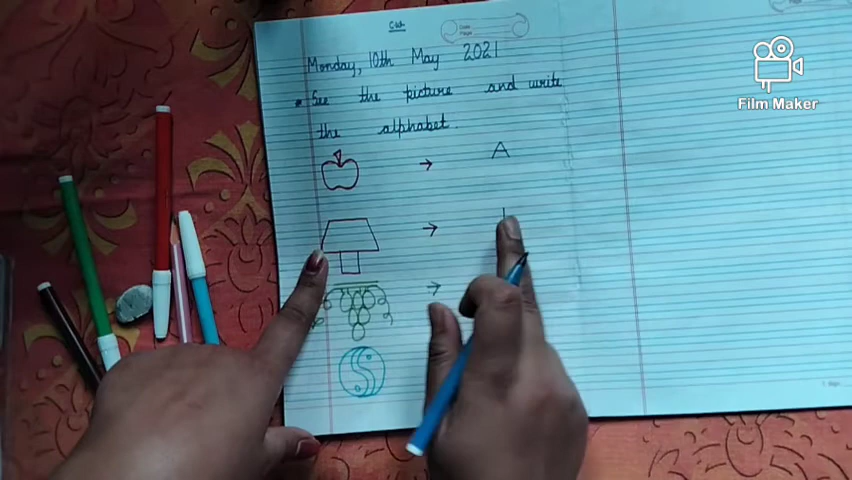 C.W
Monday, 10th May 2021
* See the picture and write
the alphabet.
→ A
→
→
Film Maker